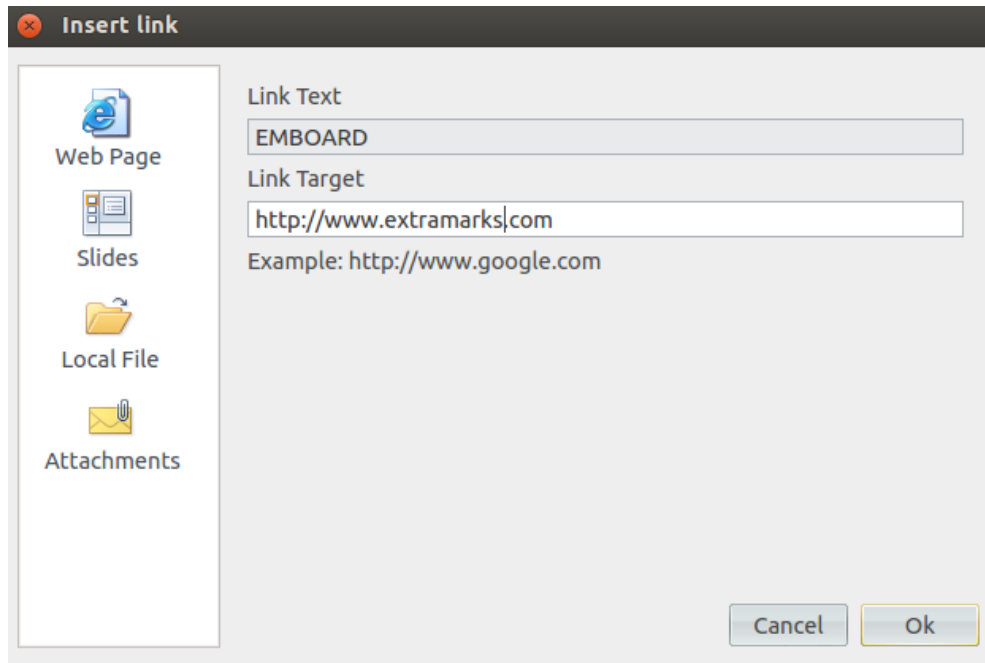 Insert link
Web Page
Slides
Local File
Attachments
Link Text
EMBOARD
Link Target
http://www.extramarks.com
Example: http://www.google.com
Cancel
Ok